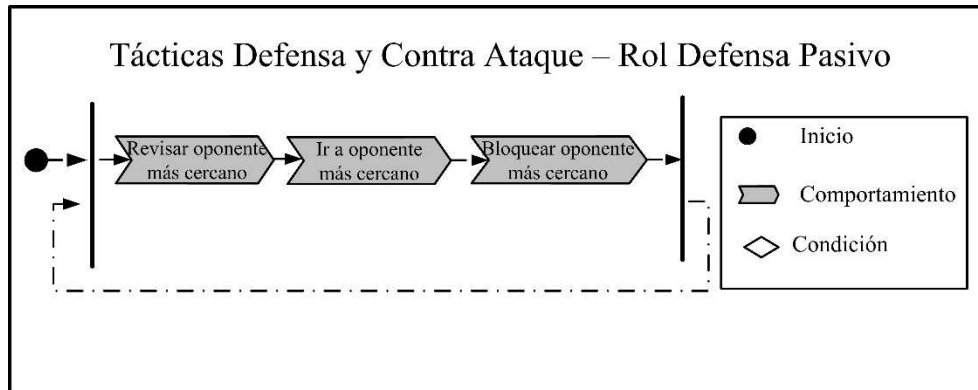 Tácticas Defensa y Contra Ataque – Rol Defensa Pasivo
Revisar oponente
más cercano
Ir a oponente
más cercano
Bloquear oponente
más cercano
Inicio
Comportamiento
Condición